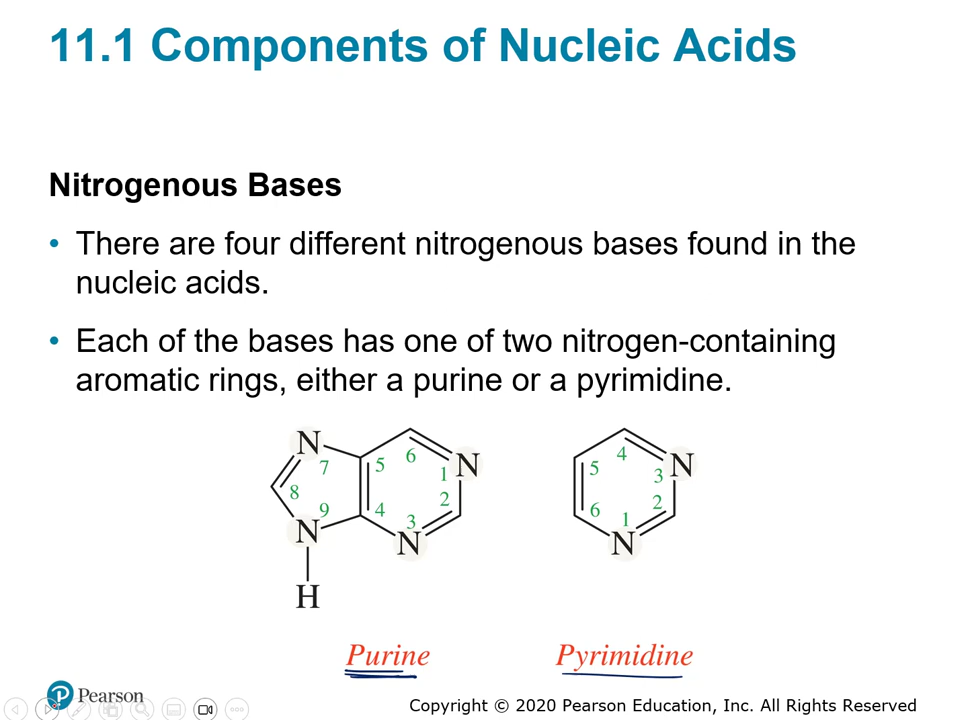 11.1 Components of Nucleic Acids
Nitrogenous Bases
• There are four different nitrogenous bases found in the
nucleic acids.
• Each of the bases has one of two nitrogen-containing
aromatic rings, either a purine or a pyrimidine.
N 7 5 6 1 N
8 2
9 4 3
N N
H
4 N
5 3
6 2
1
N
Purine Pyrimidine
Pearson
Copyright © 2020 Pearson Education, Inc. All Rights Reserved